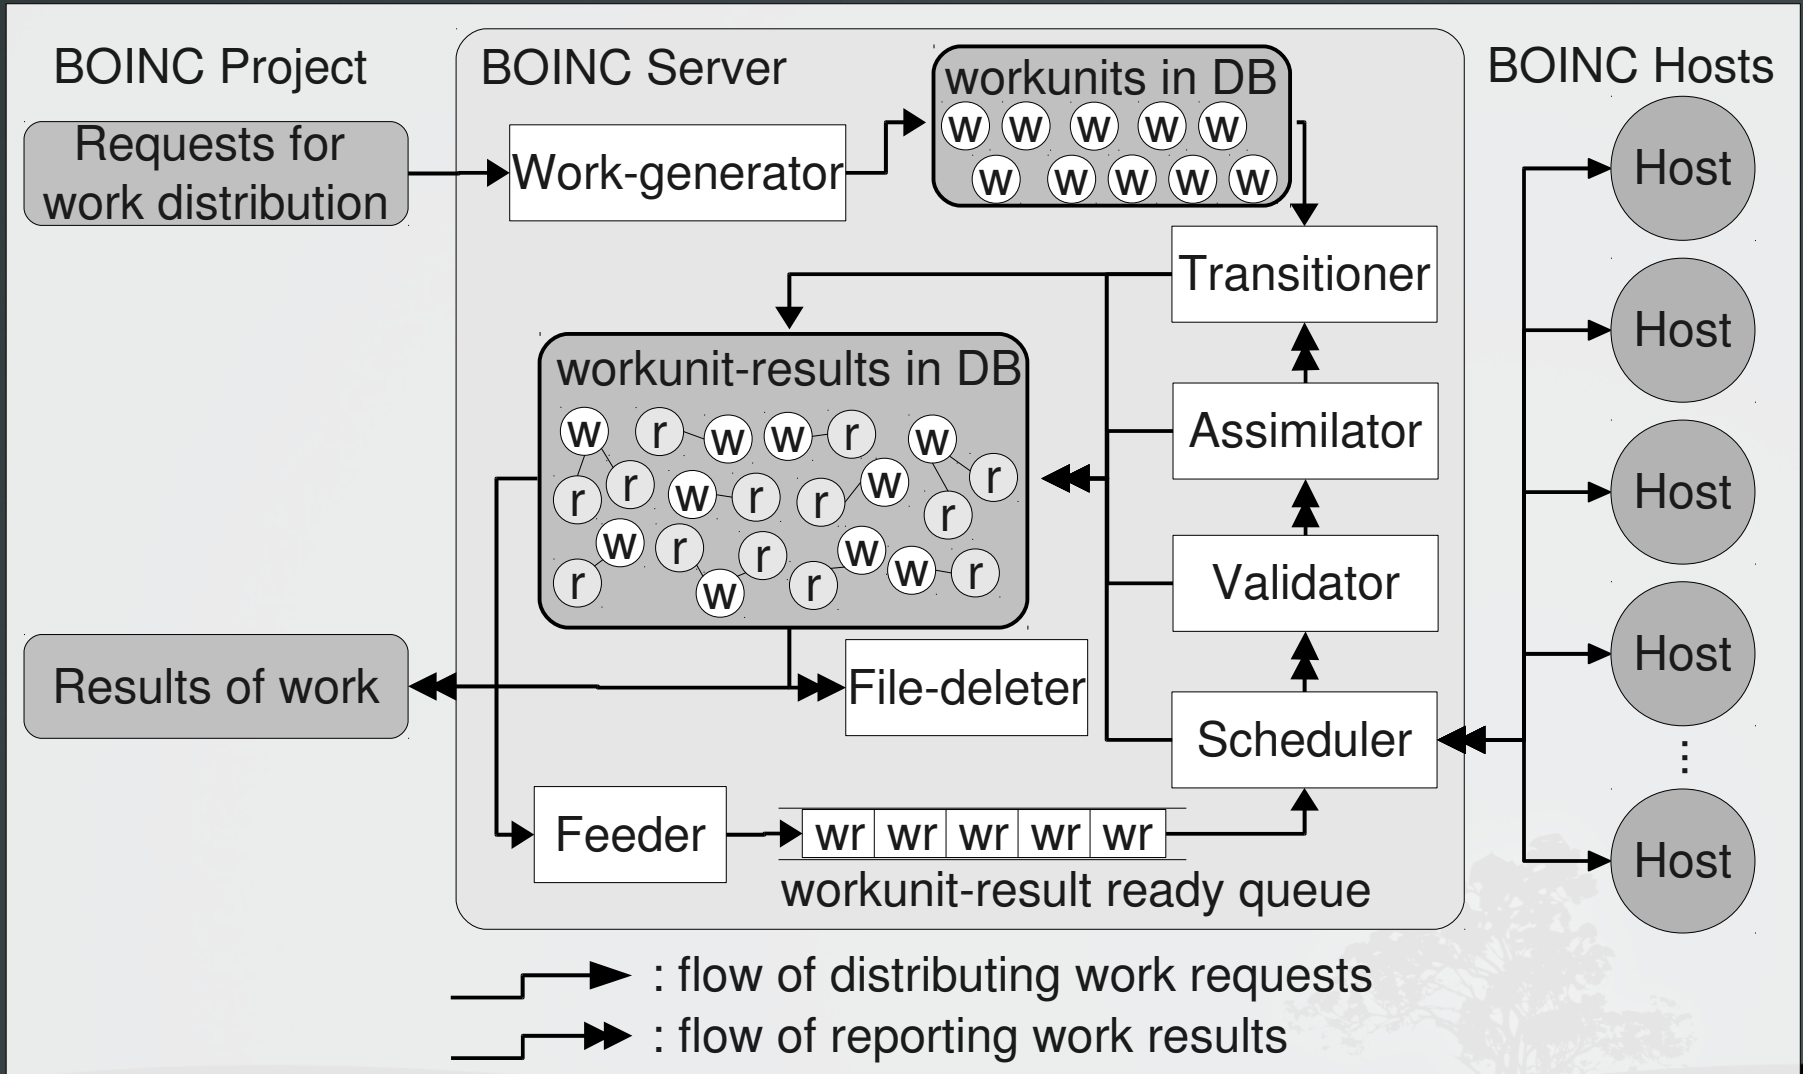 BOINC Project
BOINC Server
BOINC Hosts
Requests for
work distribution
Work-generator
workunits in DB
w w w w w
w w w w w
Transitioner
workunit-results in DB
w r w w r w
r r w r r w r r
w r r w w r
r w r
Assimilator
Validator
Scheduler
Results of work
File-deleter
Feeder
wr wr wr wr wr
workunit-result ready queue
Host
Host
Host
Host
⋮
Host
: flow of distributing work requests
: flow of reporting work results